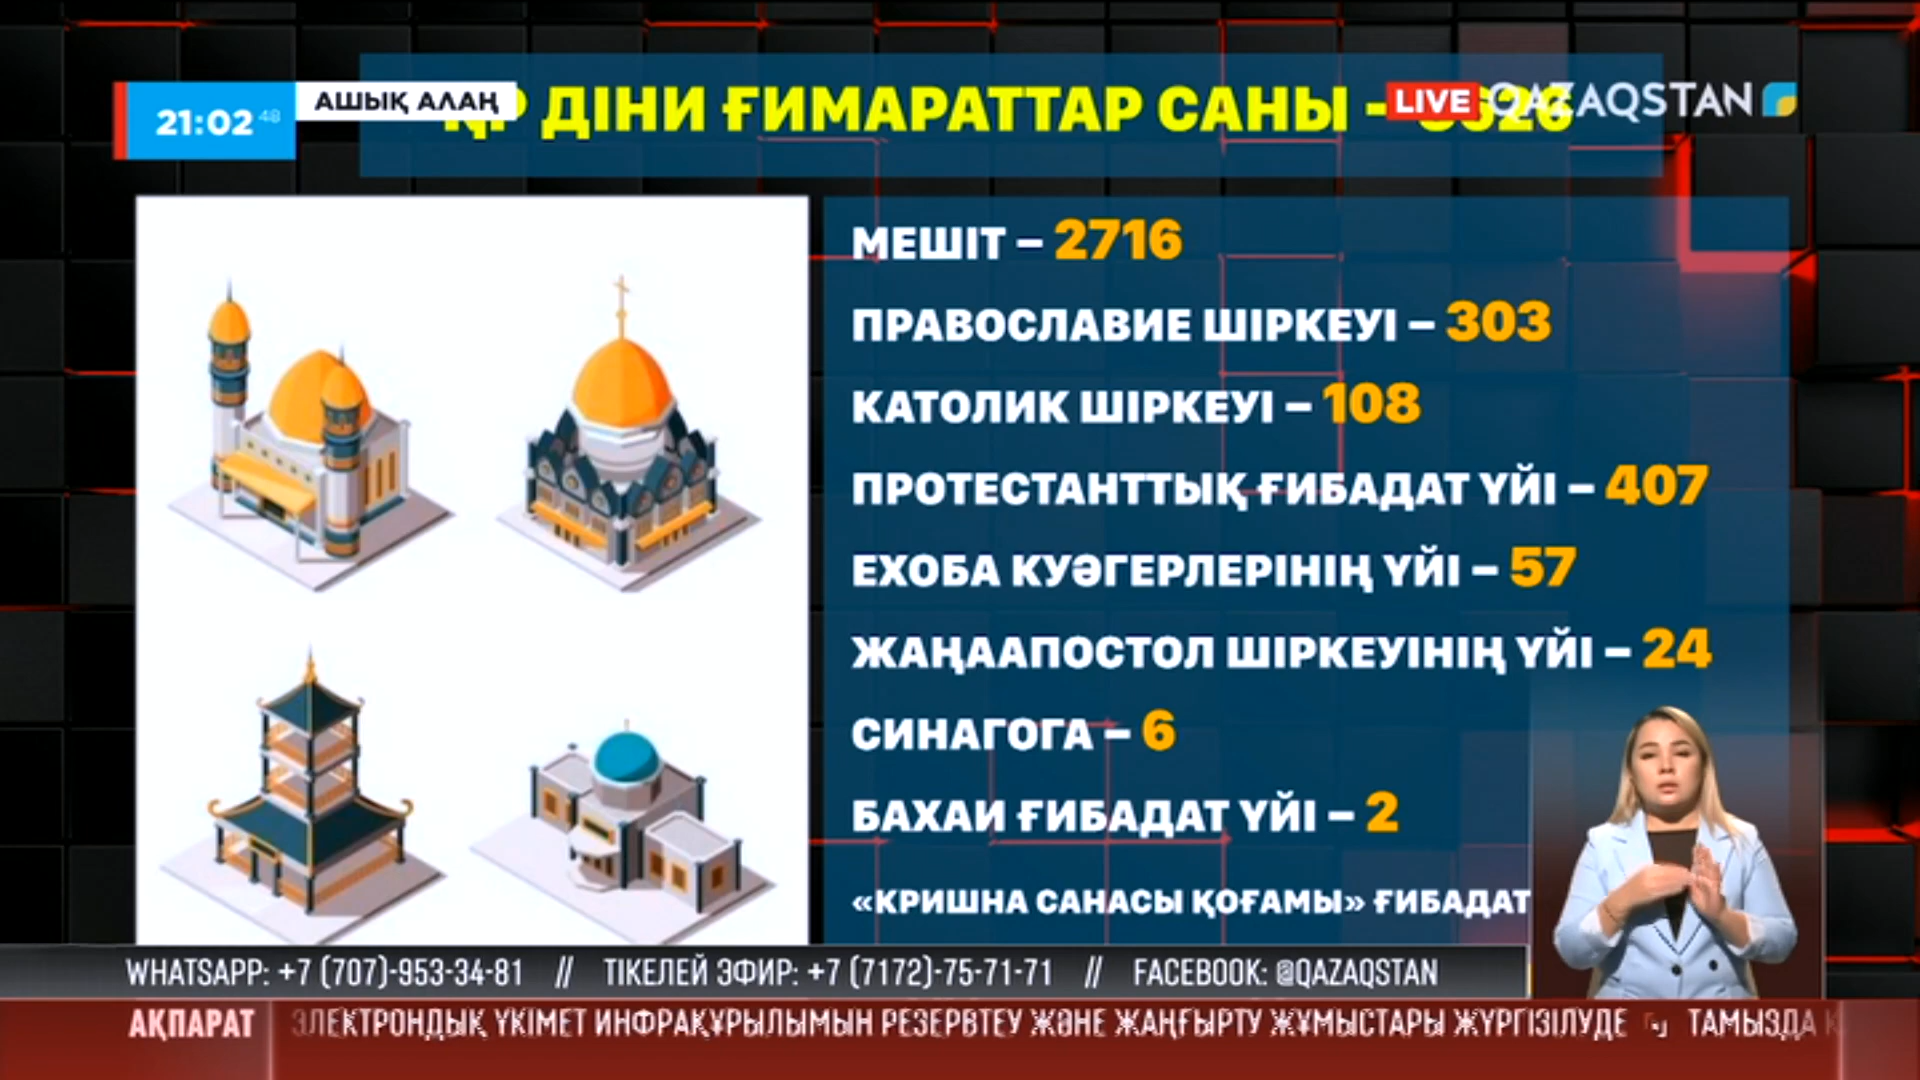 21:02 48
АШЫҚ АЛАҢ
ҚР ДІНИ ҒИМАРАТТАР САНЫ -
LIVE QAZAQSTAN
МЕШІТ – 2716
ПРАВОСЛАВИЕ ШІРКЕУІ – 303
КАТОЛИК ШІРКЕУІ – 108
ПРОТЕСТАНТТЫҚ ҒИБАДАТ ҮЙІ – 407
ЕХОБА КУӘГЕРЛЕРІНІҢ ҮЙІ – 57
ЖАҢААПОСТОЛ ШІРКЕУІНІҢ ҮЙІ – 24
СИНАГОГА – 6
БАХАИ ҒИБАДАТ ҮЙІ – 2
«КРИШНА САНАСЫ ҚОҒАМЫ» ҒИБАДАТ
WHATSAPP: +7 (707)-953-34-81 // ТІКЕЛЕЙ ЭФИР: +7 (7172)-75-71-71 // FACEBOOK: @QAZAQSTAN
АҚПАРАТ ЭЛЕКТРОНДЫҚ ҮКІМЕТ ИНФРАҚҰРЫЛЫМЫН РЕЗЕРВТЕУ ЖӘНЕ ЖАҢҒЫРТУ ЖҰМЫСТАРЫ ЖҮРГІЗІЛУДЕ ТАМЫЗДА